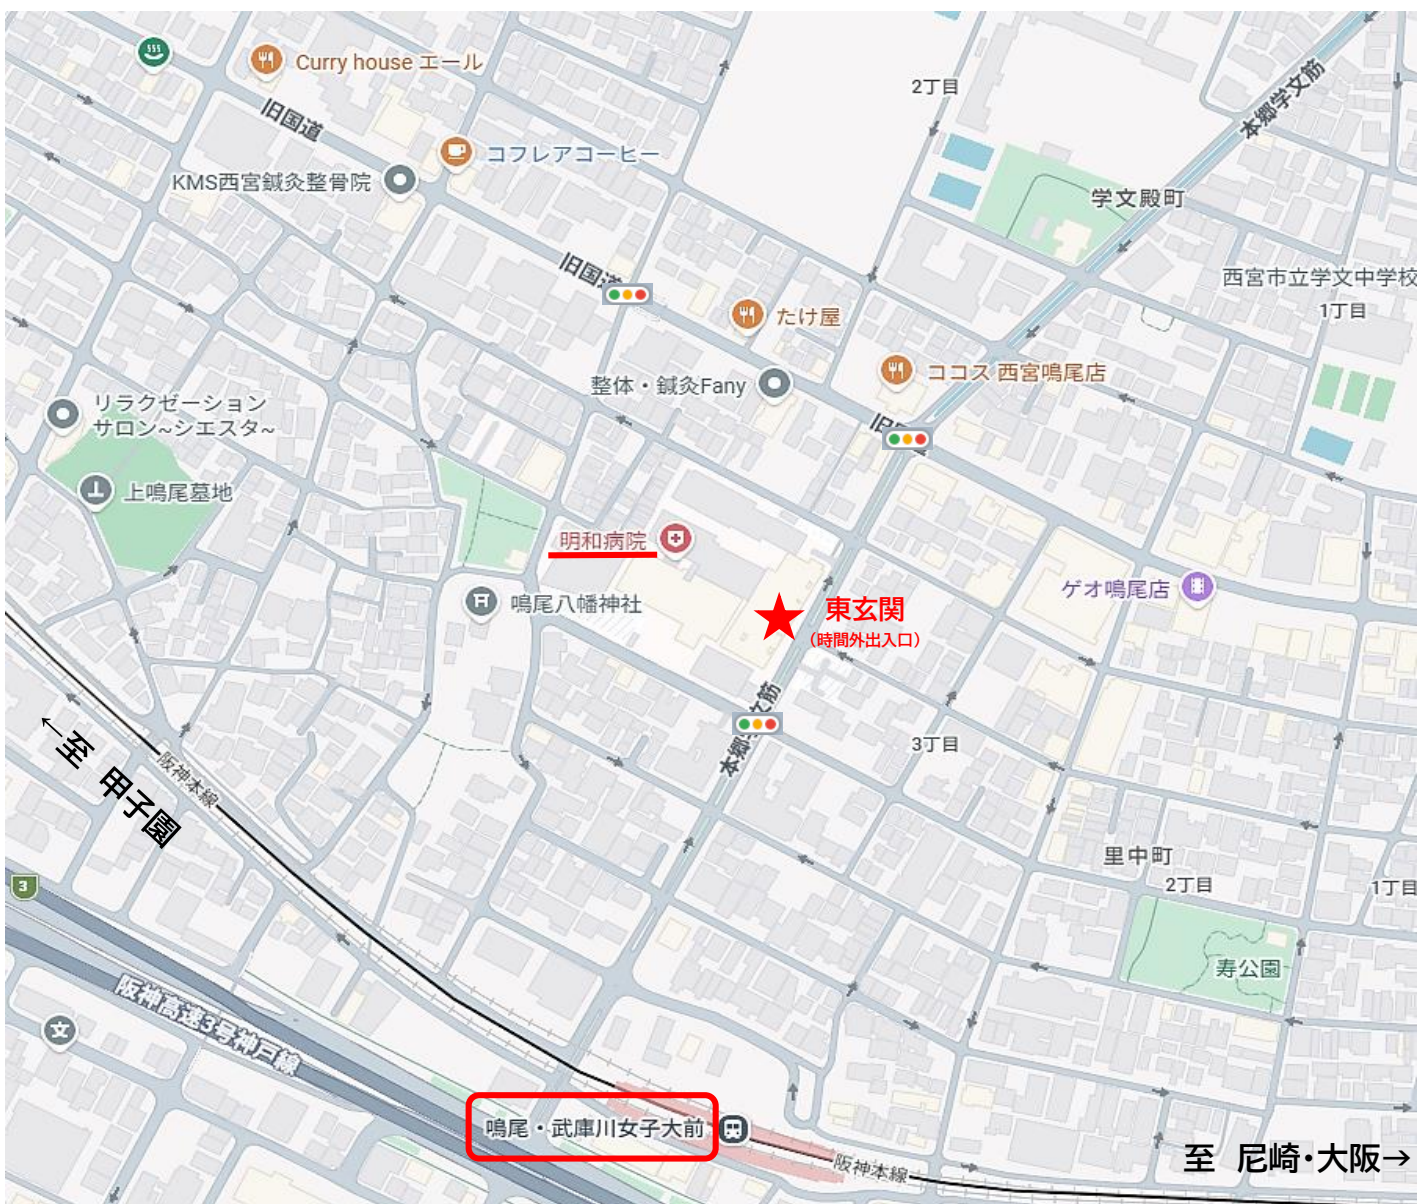 Curry house エール
旧国道
2丁目
本郷学文筋
コフレアコーヒー
KMS西宮鍼灸整骨院
学文殿町
旧国道
西宮市立学文中学校
1丁目
たけ屋
ココス 西宮鳴尾店
整体・鍼灸Fany
リラクゼーション
サロン~シエスタ~
上鳴尾墓地
明和病院
ゲオ鳴尾店
鳴尾八幡神社
東玄関
(時間外出入口)
←至 甲子園
阪神本線
3丁目
里中町
2丁目
1丁目
3
寿公園
阪神高速3号神戸線
文
鳴尾・武庫川女子大前
阪神本線
至 尼崎・大阪→